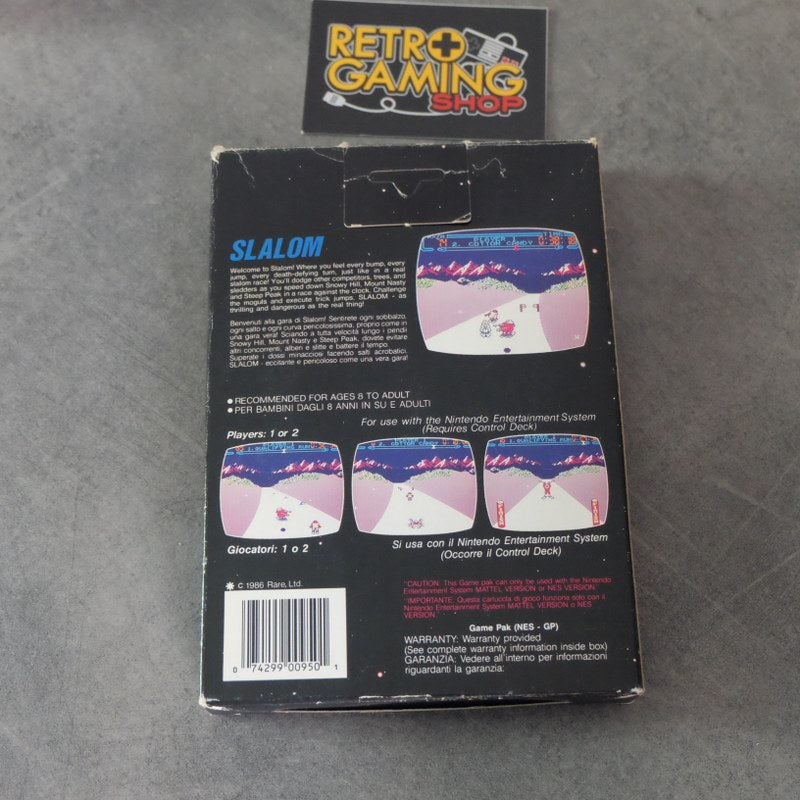 RETRO
GAMING
SHOP
SLALOM
Welcome to Slalom! Where you feel every bump, every
jump, every death-defying turn, just like in a real
slalom race! You'll dodge other competitors, trees, and
sledders as you speed down Snowy Hill, Mount Nasty
and Steep Peak in a race against the clock. Challenge
the moguls and execute trick jumps. SLALOM - as
thrilling and dangerous as the real thing!
Benvenuti alla gara di Slalom! Sentirete ogni sobbalzo,
ogni salto e ogni curva pericolosissima, proprio come in
una gara vera! Sciando a tutta velocità lungo i pendii
Snowy Hill, Mount Nasty e Steep Peak, dovete evitare
altri concorrenti, alberi e slitte e battere il tempo.
Superate i dossi minacciosi facendo salti acrobatici.
SLALOM - eccitante e pericoloso come una vera gara!
PLAYER 1
TIME
2. COTTON CANDY 0:38:18
• RECOMMENDED FOR AGES 8 TO ADULT
• PER BAMBINI DAGLI 8 ANNI IN SU E ADULTI
For use with the Nintendo Entertainment System
(Requires Control Deck)
Players: 1 or 2
Giocatori: 1 o 2
Si usa con il Nintendo Entertainment System
(Occorre il Control Deck)
© 1986 Rare, Ltd.
0 74299 00950 1
"CAUTION: This Game pak can only be used with the Nintendo
Entertainment System MATTEL VERSION or NES VERSION."
"IMPORTANTE: Questa cartuccia di gioco funziona solo con il
Nintendo Entertainment System MATTEL VERSION o NES
VERSION"
Game Pak (NES - GP)
WARRANTY: Warranty provided
(See complete warranty information inside box)
GARANZIA: Vedere all'interno per informazioni
riguardanti la garanzia: